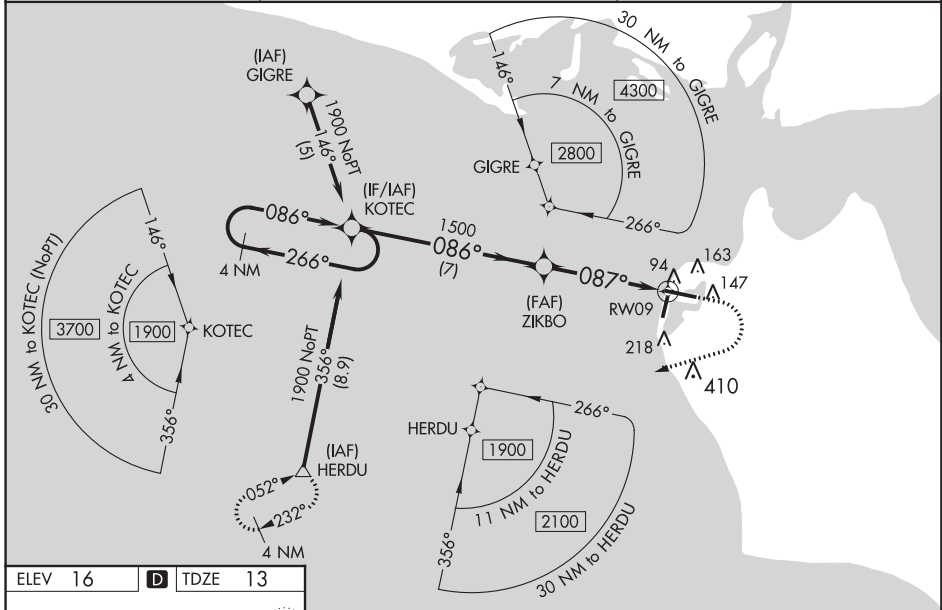 (IAF)
GIGRE
1900 NoPT
146°
(5)
(IF/IAF)
KOTEC
086°
266°
4 NM
1500
086°
(7)
(FAF)
ZIKBO
087°
RW09
94
163
147
218
410
30 NM to GIGRE
4300
146°
7 NM to GIGRE
2800
GIGRE
266°
30 NM to KOTEC (NoPT)
3700
4 NM to KOTEC
1900
146°
KOTEC
356°
1900 NoPT
356°
(8.9)
(IAF)
HERDU
052°
232°
4 NM
HERDU
266°
1900
11 NM to HERDU
2100
356°
30 NM to HERDU
ELEV 16 D TDZE 13